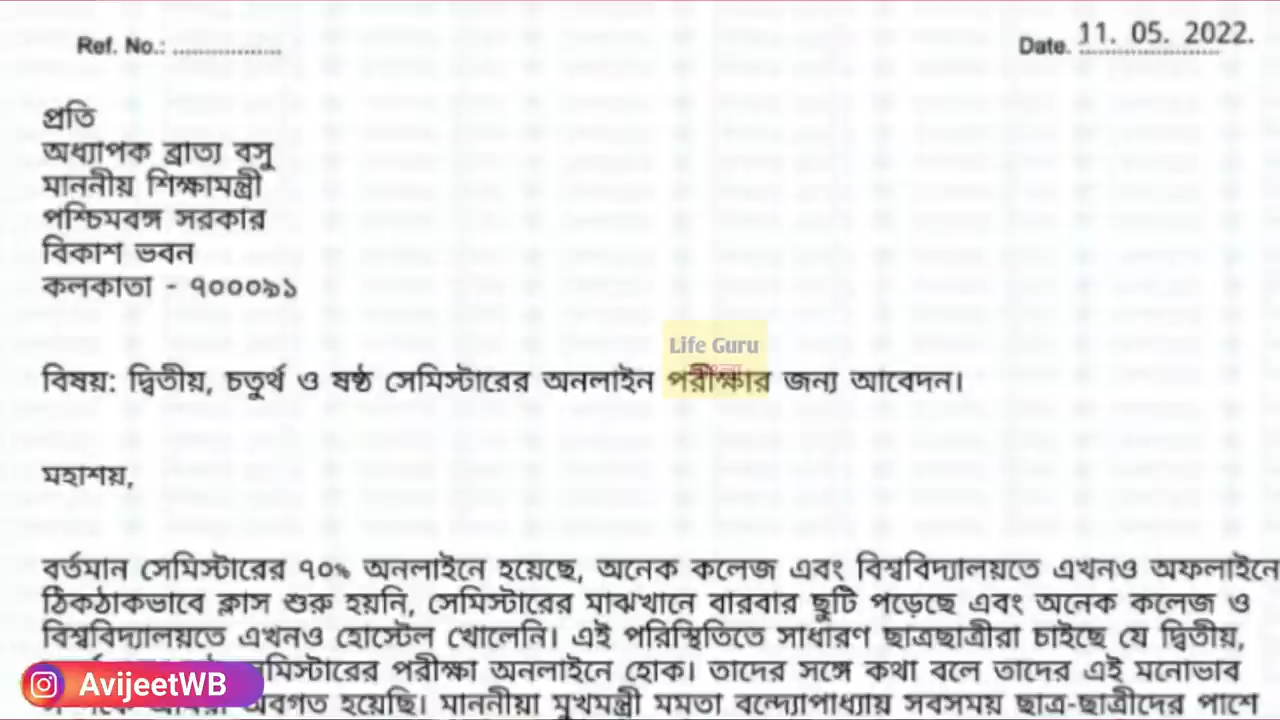 Ref. No.: ................
Date. 11. 05. 2022.
প্রতি
অধ্যাপক ব্রাত্য বসু
মাননীয় শিক্ষামন্ত্রী
পশ্চিমবঙ্গ সরকার
বিকাশ ভবন
কলকাতা - ৭০০০৯১
Life Guru
বাংলা
বিষয়: দ্বিতীয়, চতুর্থ ও ষষ্ঠ সেমিস্টারের অনলাইন পরীক্ষার জন্য আবেদন।
মহাশয়,
বর্তমান সেমিস্টারের ৭০% অনলাইনে হয়েছে, অনেক কলেজ এবং বিশ্ববিদ্যালয়তে এখনও অফলাইনে
ঠিকঠাকভাবে ক্লাস শুরু হয়নি, সেমিস্টারের মাঝখানে বারবার ছুটি পড়েছে এবং অনেক কলেজ ও
বিশ্ববিদ্যালয়তে এখনও হোস্টেল খোলেনি। এই পরিস্থিতিতে সাধারণ ছাত্রছাত্রীরা চাইছে যে দ্বিতীয়,
সেমিস্টারের পরীক্ষা অনলাইনে হোক। তাদের সঙ্গে কথা বলে তাদের এই মনোভাব
অবগত হয়েছি। মাননীয়া মুখমন্ত্রী মমতা বন্দ্যোপাধ্যায় সবসময় ছাত্র-ছাত্রীদের পাশে
AvijeetWB